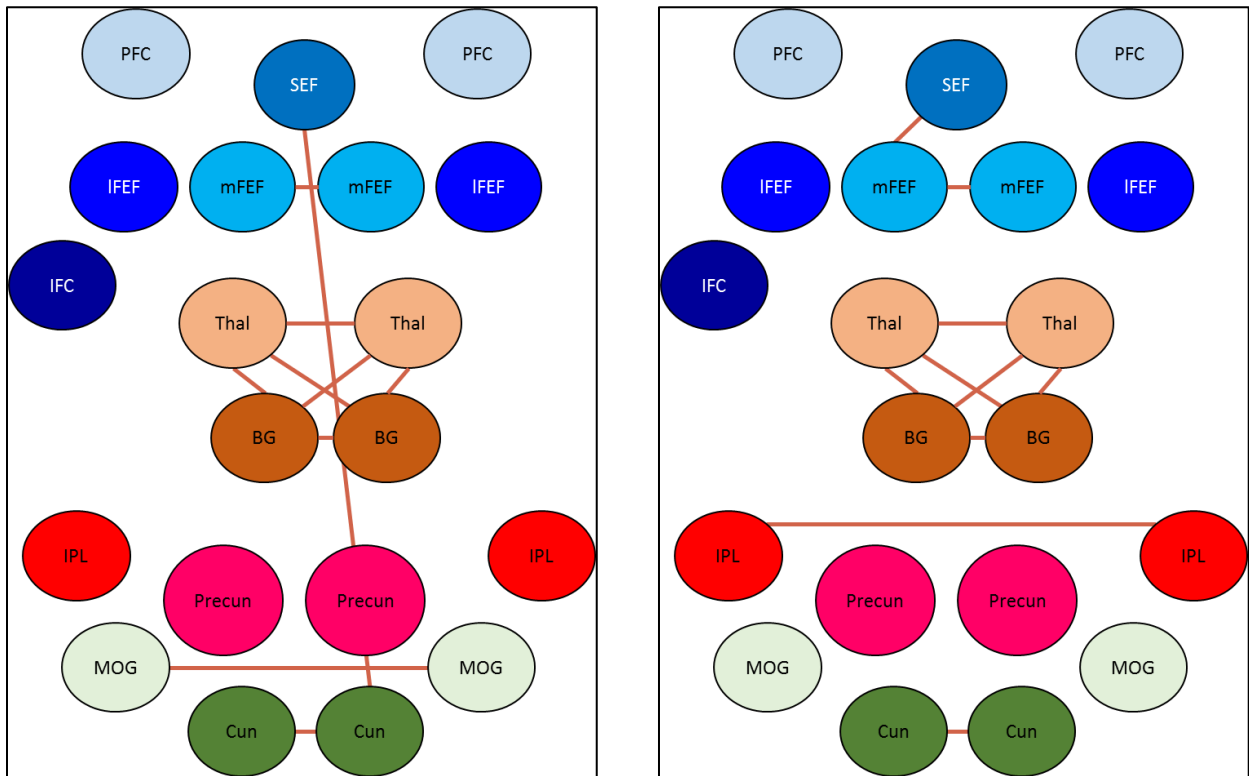 PFC PFC
SEF
lFEF mFEF mFEF lFEF
IFC
Thal Thal
BG BG
IPL IPL
Precun Precun
MOG MOG
Cun Cun
PFC PFC
SEF
lFEF mFEF mFEF lFEF
IFC
Thal Thal
BG BG
IPL IPL
Precun Precun
MOG MOG
Cun Cun